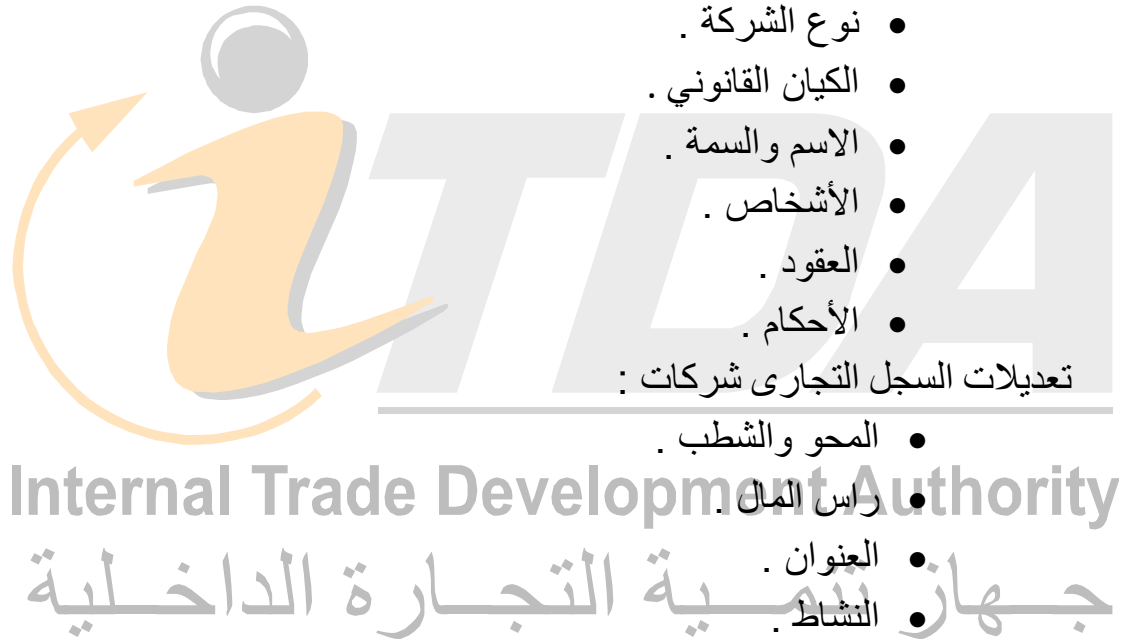 • نوع الشركة .
• الكيان القانوني .
• الاسم والسمة .
• الأشخاص .
• العقود .
• الأحكام .
تعديلات السجل التجارى شركات :
• المحو والشطب .
• راس المال .
• العنوان .
• النشاط .
iTDA
Internal Trade Development Authority
جهاز تنمية التجارة الداخلية